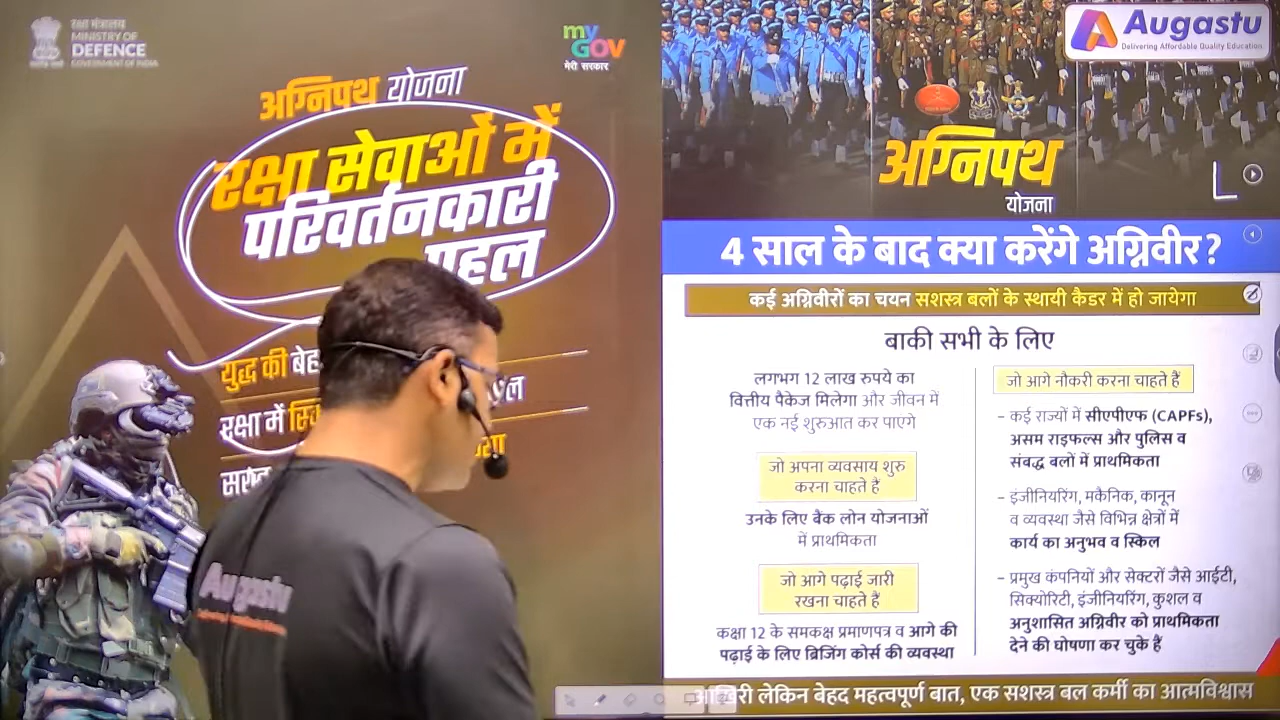 रक्षा मंत्रालय
MINISTRY OF
DEFENCE
GOVERNMENT OF INDIA
my
GOV
मेरी सरकार
अग्निपथ योजना
रक्षा सेवाओं में
परिवर्तनकारी
पहल
युद्ध की
रक्षा में
Augastu
Augastu
Delivering Affordable Quality Education
अग्निपथ
योजना
4 साल के बाद क्या करेंगे अग्निवीर?
कई अग्निवीरों का चयन सशस्त्र बलों के स्थायी कैडर में हो जायेगा
बाकी सभी के लिए
लगभग 12 लाख रुपये का
वित्तीय पैकेज मिलेगा और जीवन में
एक नई शुरुआत कर पाएगे
जो अपना व्यवसाय शुरु
करना चाहते हैं
उनके लिए बैंक लोन योजनाओं
में प्राथमिकता
जो आगे पढ़ाई जारी
रखना चाहते हैं
कक्षा 12 के समकक्ष प्रमाणपत्र व आगे की
पढ़ाई के लिए ब्रिजिंग कोर्स की व्यवस्था
जो आगे नौकरी करना चाहते हैं
– कई राज्यों में सीएपीएफ (CAPFs),
असम राइफल्स और पुलिस व
संबद्ध बलों में प्राथमिकता
– इंजीनियरिंग, मकैनिक, कानून
व व्यवस्था जैसे विभिन्न क्षेत्रों में
कार्य का अनुभव व स्किल
– प्रमुख कंपनियों और सेक्टरों जैसे आईटी,
सिक्योरिटी, इंजीनियरिंग, कुशल व
अनुशासित अग्निवीर को प्राथमिकता
देने की घोषणा कर चुके हैं
लेकिन बेहद महत्वपूर्ण बात, एक सशस्त्र बल कर्मी का आत्मविश्वास